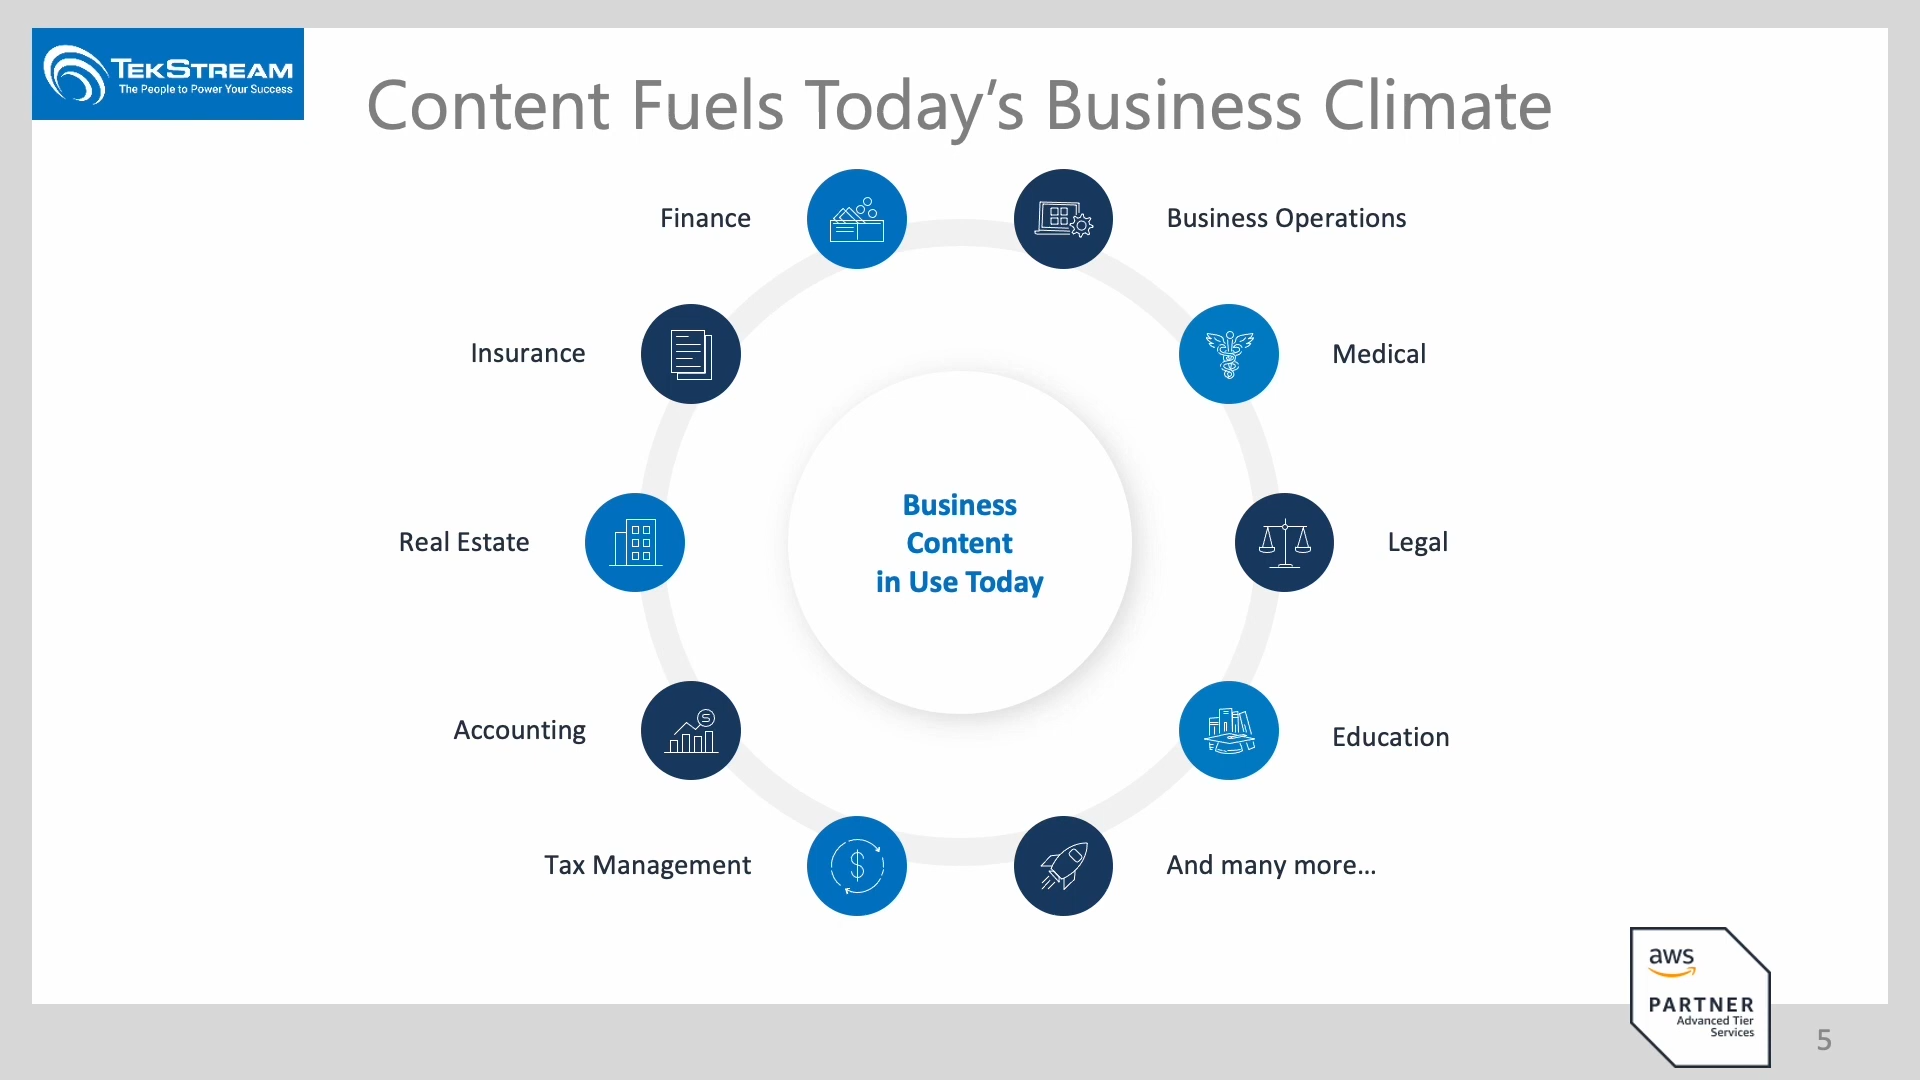 TEKSTREAM
The People to Power Your Success
Content Fuels Today’s Business Climate
Finance
Business Operations
Insurance
Medical
Business
Content
in Use Today
Real Estate
Legal
Accounting
Education
Tax Management
And many more...
aws
PARTNER
Advanced Tier
Services
5